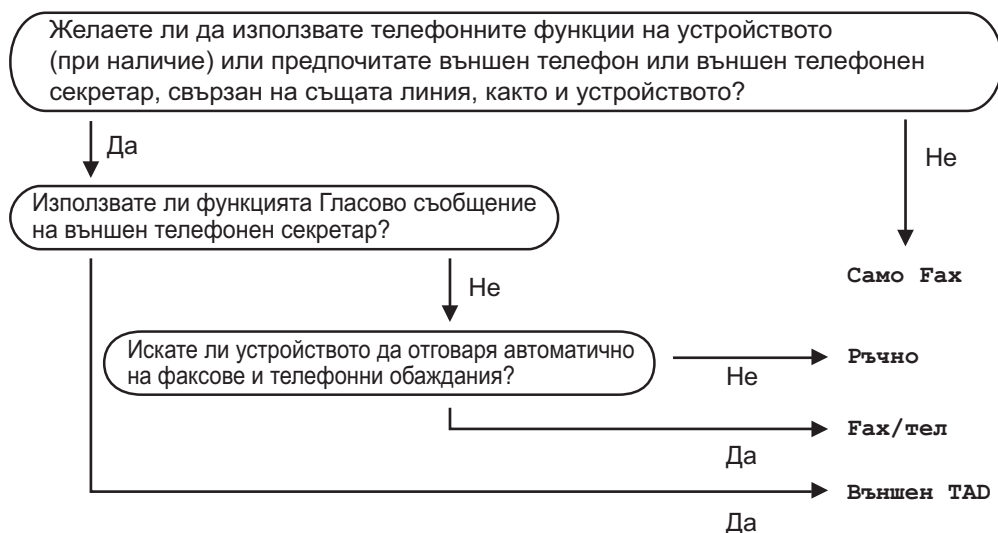 Желаете ли да използвате телефонните функции на устройството
(при наличие) или предпочитате външен телефон или външен телефонен
секретар, свързан на същата линия, както и устройството?
Да
Не
Използвате ли функцията Гласово съобщение
на външен телефонен секретар?
Само Fax
Не
Искате ли устройството да отговаря автоматично
на факсове и телефонни обаждания?
Ръчно
Не
Fax/тел
Да
Външен TAD
Да